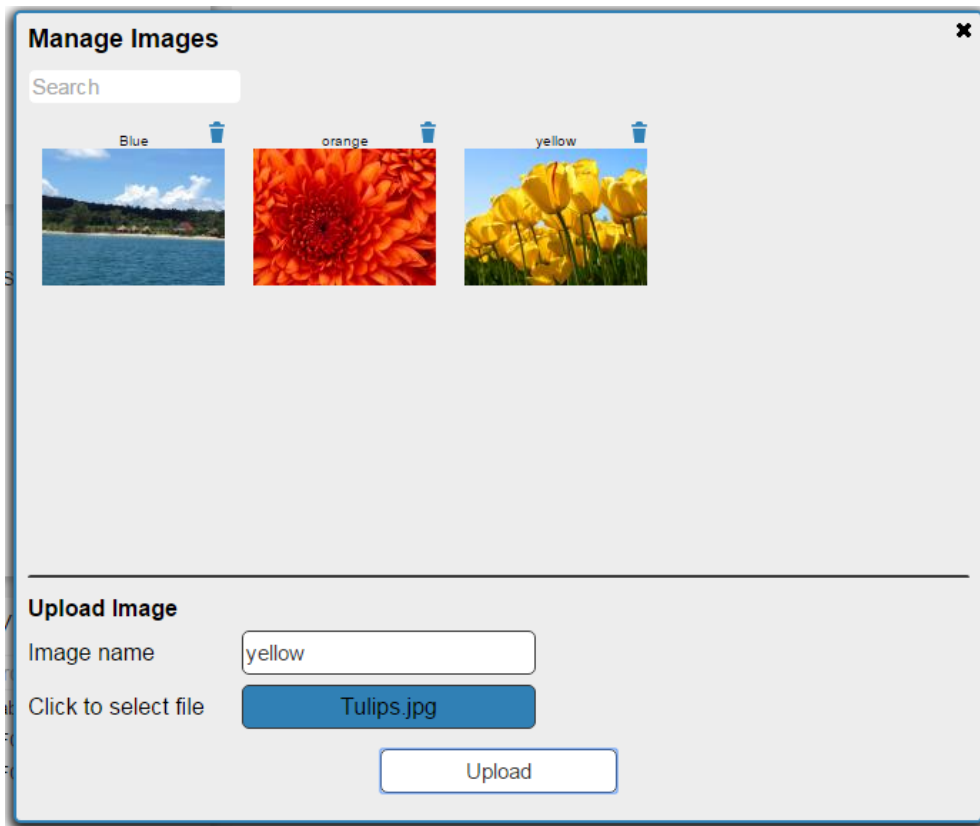 Manage Images
Search
Blue
orange
yellow
Upload Image
Image name
yellow
Click to select file
Tulips.jpg
Upload